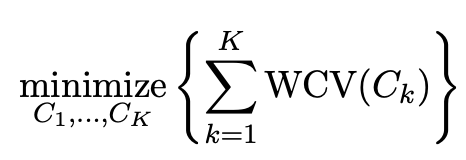 minimize {∑ WCV(C_k)}
C_1,...,C_K
K
k=1